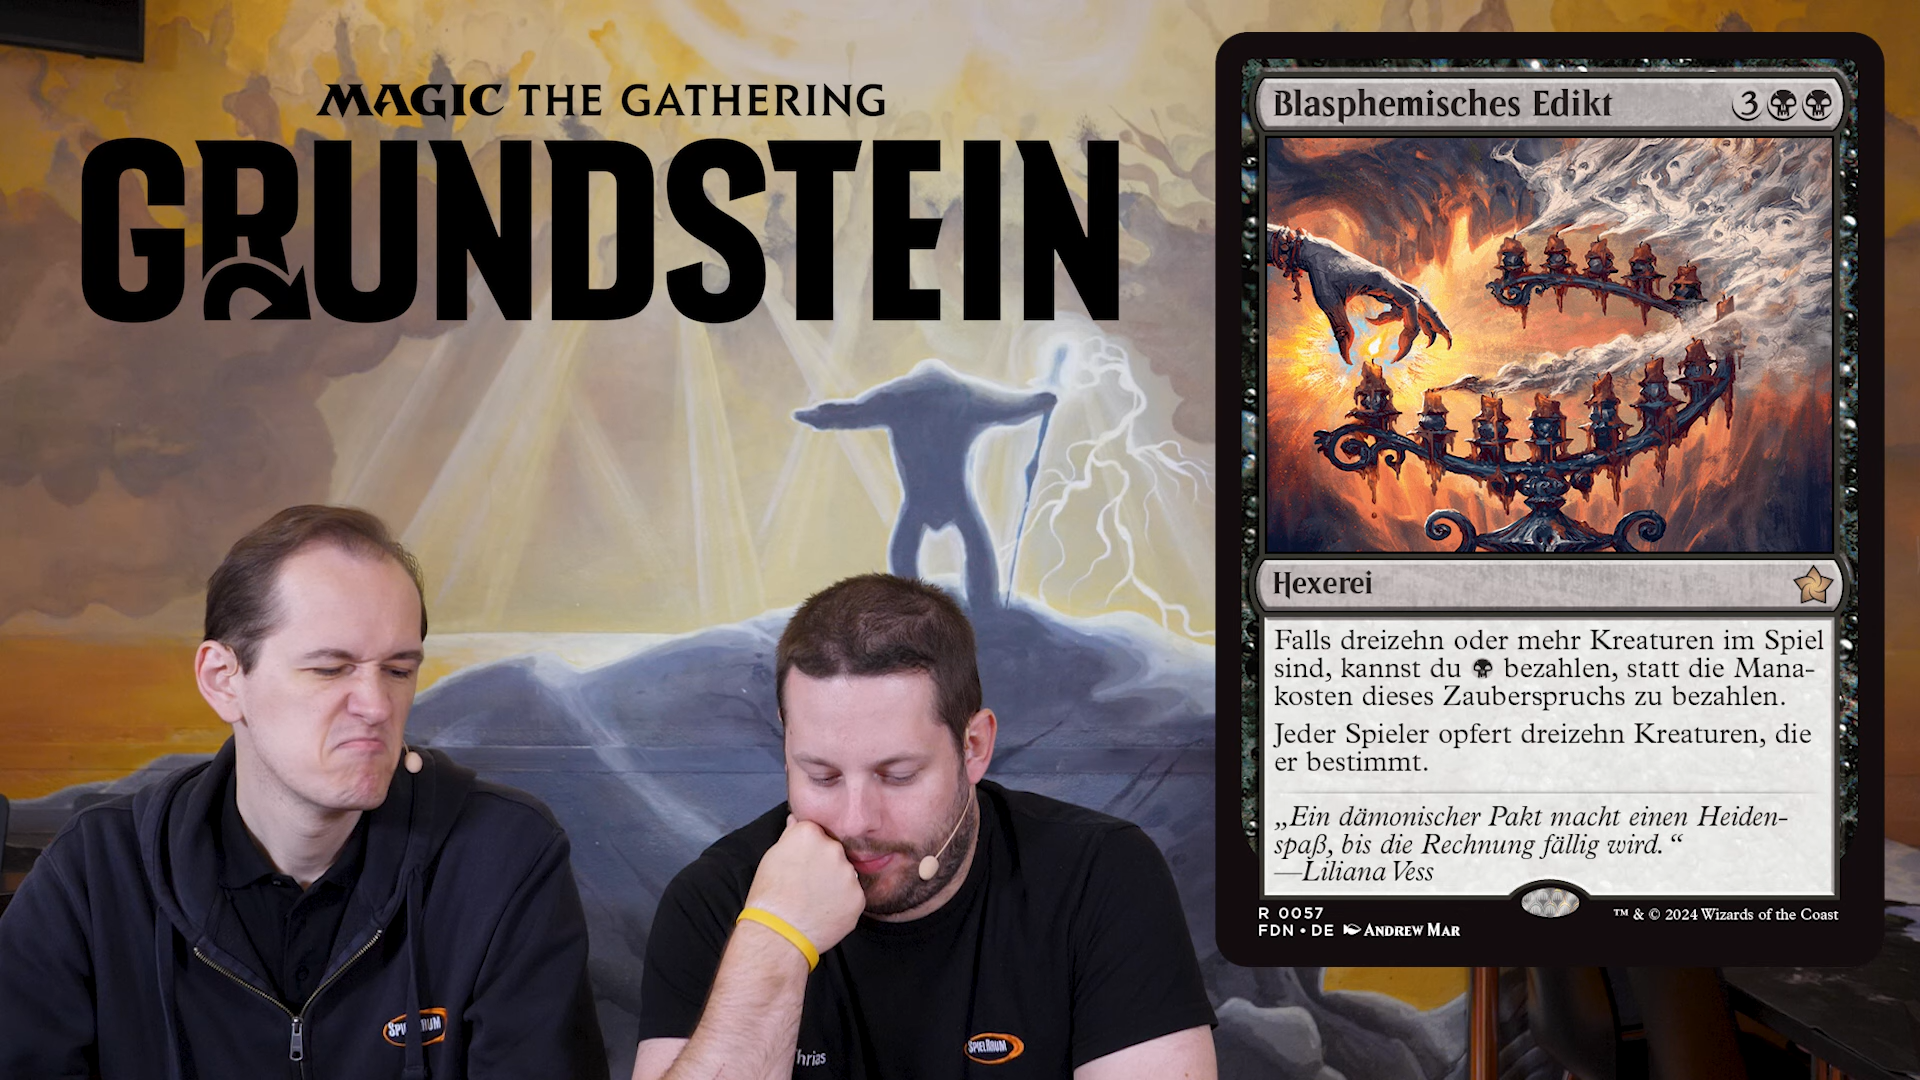 MAGIC THE GATHERING
GRUNDSTEIN
Blasphemisches Edikt 3
Hexerei
Falls dreizehn oder mehr Kreaturen im Spiel
sind, kannst du bezahlen, statt die Mana-
kosten dieses Zauberspruchs zu bezahlen.
Jeder Spieler opfert dreizehn Kreaturen, die
er bestimmt.
„Ein dämonischer Pakt macht einen Heiden-
spaß, bis die Rechnung fällig wird.“
—Liliana Vess
R 0057
FDN • DE ANDREW MAR
™ & © 2024 Wizards of the Coast
SPIELRAUM